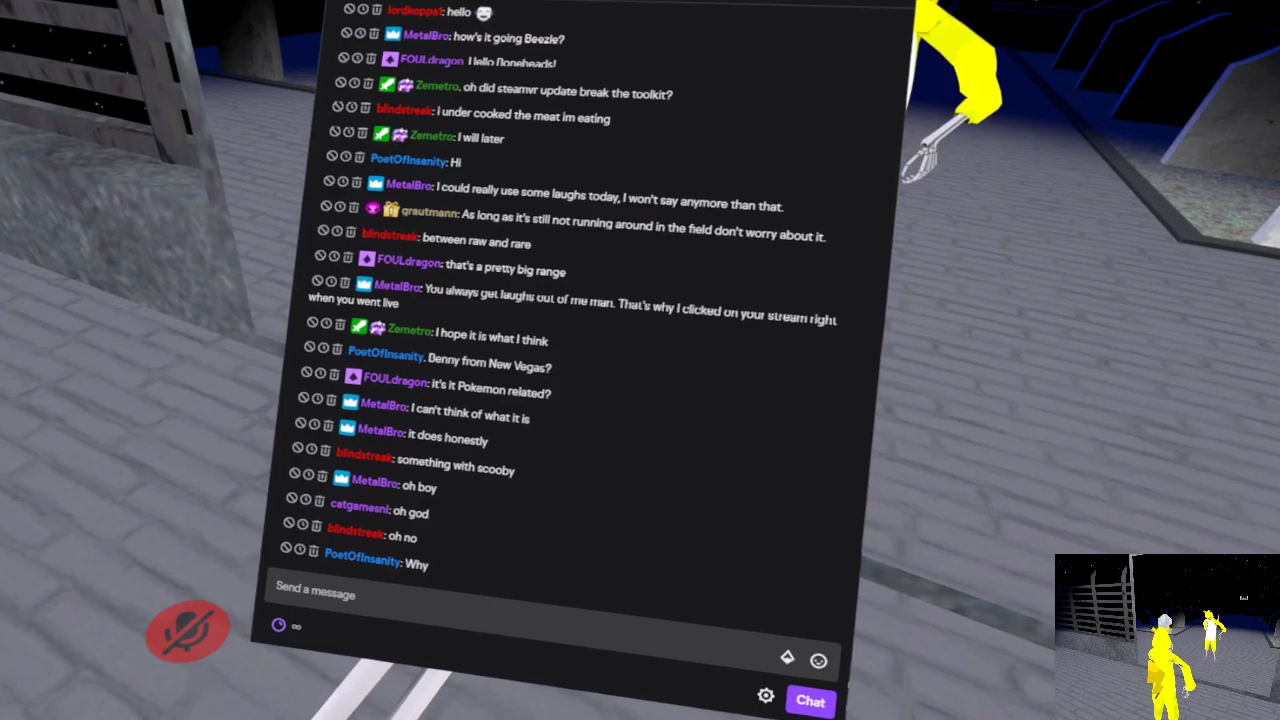 lordkoppa1: hello
MetalBro: how's it going Beezle?
FOULdragon Hello Boneheads!
Zemetro. oh did steamvr update break the toolkit?
blindstreak: I under cooked the meat im eating
Zemetro: I will later
PoetOfInsanity: Hi
MetalBro: I could really use some laughs today, I won't say anymore than that.
grautmann: As long as it's still not running around in the field don't worry about it.
blindstreak: between raw and rare
FOULdragon: that's a pretty big range
MetalBro: You always get laughs out of me man. That's why I clicked on your stream right
when you went live
Zemetro: I hope it is what I think
PoetOfInsanity. Denny from New Vegas?
FOULdragon: it's it Pokemon related?
MetalBro: I can't think of what it is
MetalBro: it does honestly
blindstreak: something with scooby
MetalBro: oh boy
catgamesni: oh god
blindstreak: oh no
PoetOfInsanity: Why
Send a message
∞
Chat